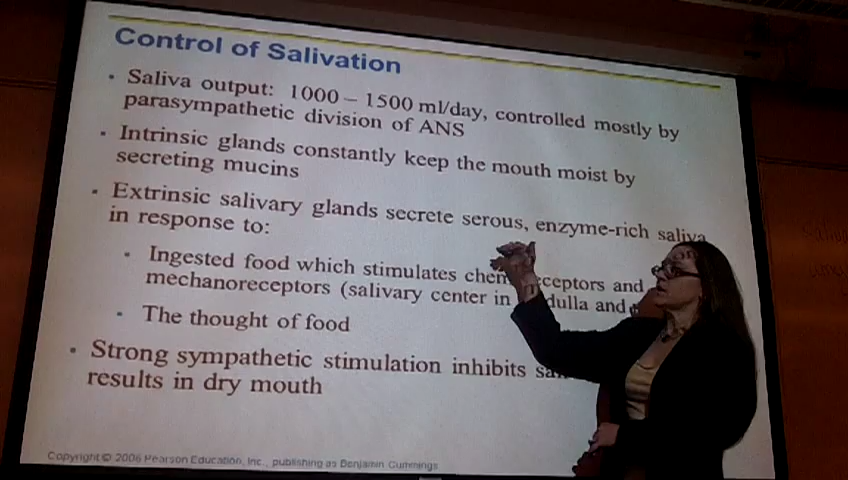 Control of Salivation
▪ Saliva output: 1000 – 1500 ml/day, controlled mostly by
parasympathetic division of ANS
▪ Intrinsic glands constantly keep the mouth moist by
secreting mucins
▪ Extrinsic salivary glands secrete serous, enzyme-rich saliva
in response to:
▪ Ingested food which stimulates and
mechanoreceptors (salivary center in and
▪ The thought of food
▪ Strong sympathetic stimulation inhibits
results in dry mouth
Copyright © 2006 Pearson Education, Inc., publishing as Benjamin Cummings